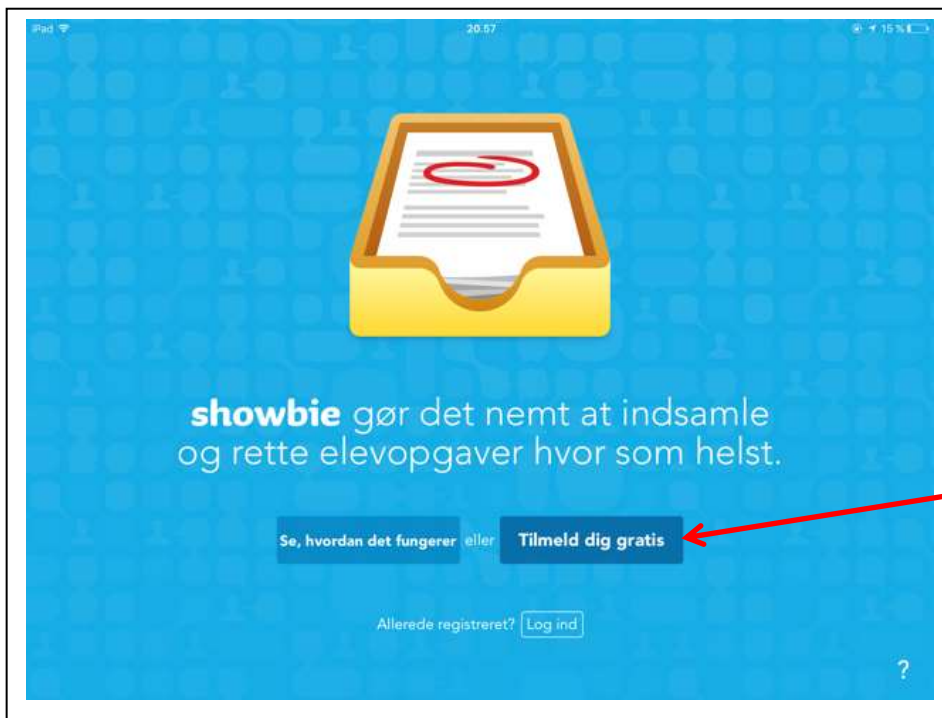 iPad
20.57
15 %
showbie gør det nemt at indsamle
og rette elevopgaver hvor som helst.
Se, hvordan det fungerer eller Tilmeld dig gratis
Allerede registreret? Log ind
?